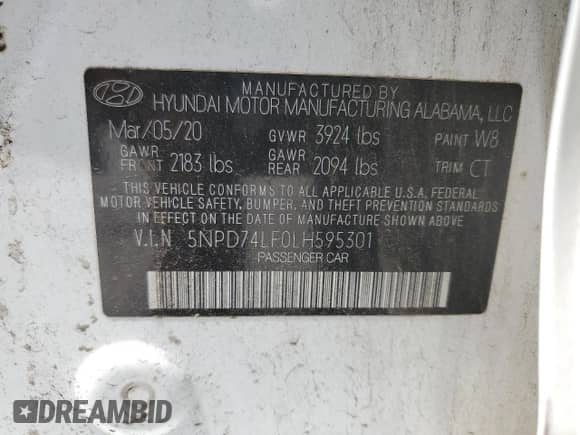 MANUFACTURED BY
HYUNDAI MOTOR MANUFACTURING ALABAMA, LLC
Mar/05/20 GVWR 3924 lbs PAINT W8
GAWR FRONT 2183 lbs GAWR REAR 2094 lbs TRIM CT
THIS VEHICLE CONFORMS TO ALL APPLICABLE U.S.A. FEDERAL
MOTOR VEHICLE SAFETY, BUMPER, AND THEFT PREVENTION STANDARDS
IN EFFECT ON THE DATE OF MANUFACTURE SHOWN ABOVE.
V.I.N 5NPD74LF0LH595301
PASSENGER CAR
DREAMBID